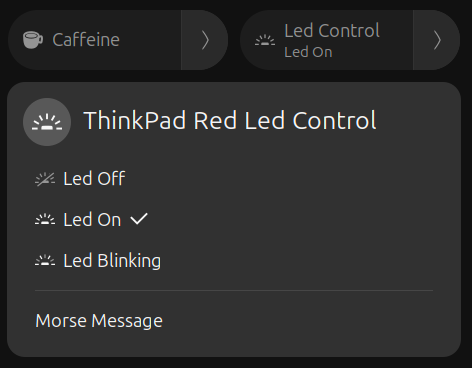 Caffeine
Led Control
Led On
ThinkPad Red Led Control
Led Off
Led On
Led Blinking
Morse Message